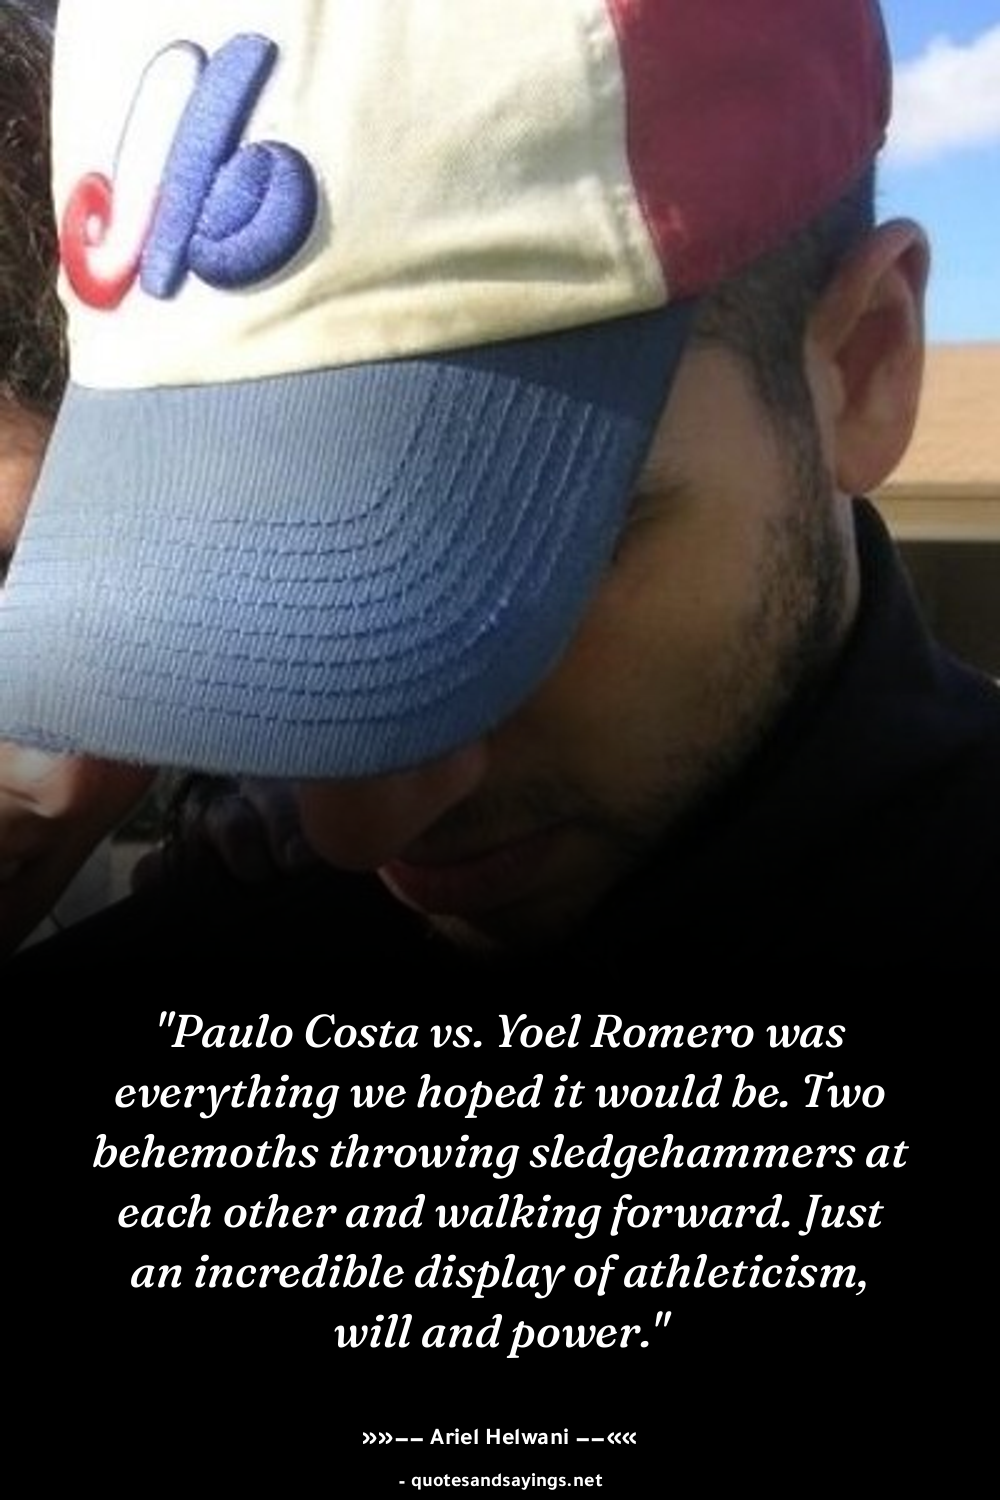 "Paulo Costa vs. Yoel Romero was
everything we hoped it would be. Two
behemoths throwing sledgehammers at
each other and walking forward. Just
an incredible display of athleticism,
will and power."
»»–– Ariel Helwani ––««
- quotesandsayings.net